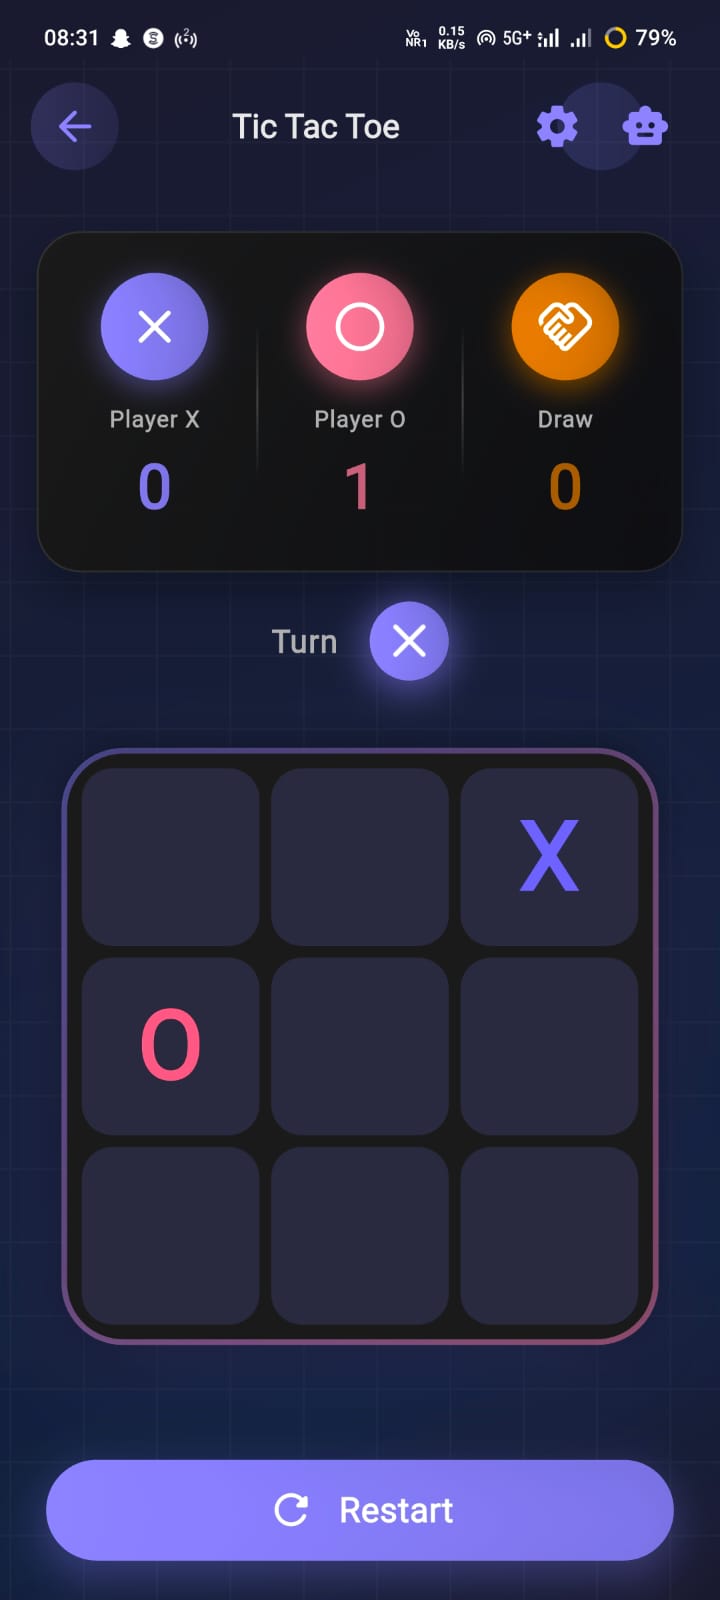 08:31 Vo NR1 0.15 KB/s 5G+ 79%
Tic Tac Toe
Player X Player O Draw
0 1 0
Turn
X
O
Restart